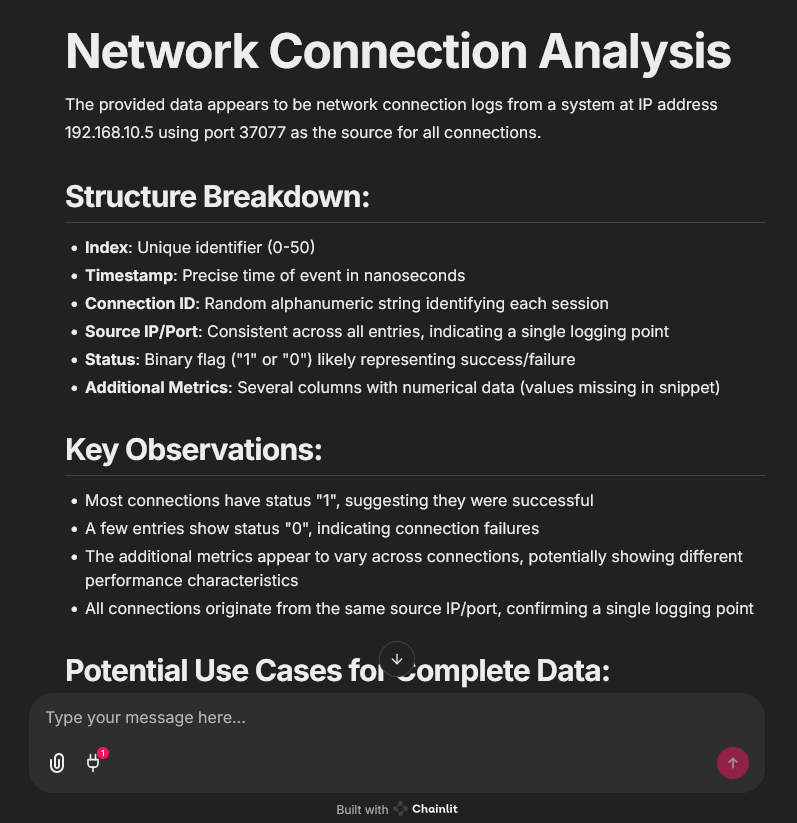 Network Connection Analysis
The provided data appears to be network connection logs from a system at IP address
192.168.10.5 using port 37077 as the source for all connections.
Structure Breakdown:
• Index: Unique identifier (0-50)
• Timestamp: Precise time of event in nanoseconds
• Connection ID: Random alphanumeric string identifying each session
• Source IP/Port: Consistent across all entries, indicating a single logging point
• Status: Binary flag ("1" or "0") likely representing success/failure
• Additional Metrics: Several columns with numerical data (values missing in snippet)
Key Observations:
• Most connections have status "1", suggesting they were successful
• A few entries show status "0", indicating connection failures
• The additional metrics appear to vary across connections, potentially showing different
performance characteristics
• All connections originate from the same source IP/port, confirming a single logging point
Potential Use Cases for Complete Data:
Type your message here...
1
Built with Chainlit